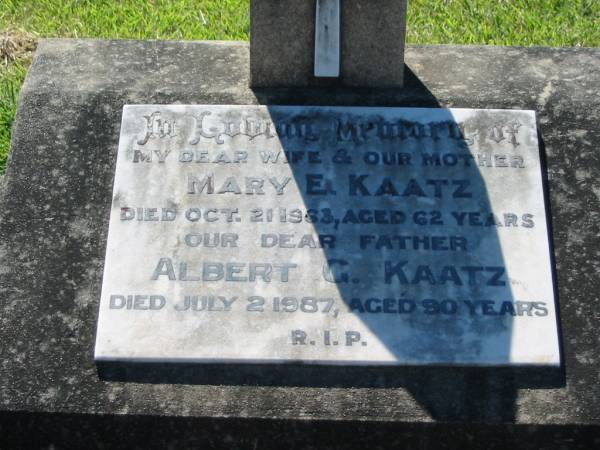 In Loving Memory of
MY DEAR WIFE & OUR MOTHER
MARY E. KAATZ
DIED OCT. 21 1963, AGED 62 YEARS
OUR DEAR FATHER
ALBERT G. KAATZ
DIED JULY 2 1987, AGED 90 YEARS
R.I.P.